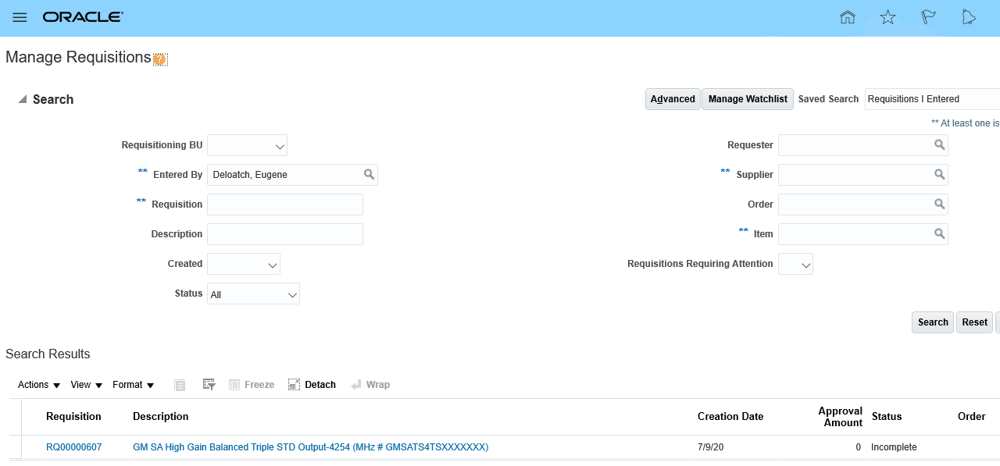 ORACLE
Manage Requisitions ?
Search
Advanced Manage Watchlist Saved Search Requisitions I Entered
** At least one is
Requisitioning BU
Requester
** Entered By Deloatch, Eugene
** Supplier
** Requisition
Order
Description
** Item
Created
Requisitions Requiring Attention
Status All
Search Reset
Search Results
Actions View Format Freeze Detach Wrap
Requisition Description Creation Date Approval Amount Status Order
RQ00000607 GM SA High Gain Balanced Triple STD Output-4254 (MHz # GMSATS4TSXXXXXXX) 7/9/20 0 Incomplete